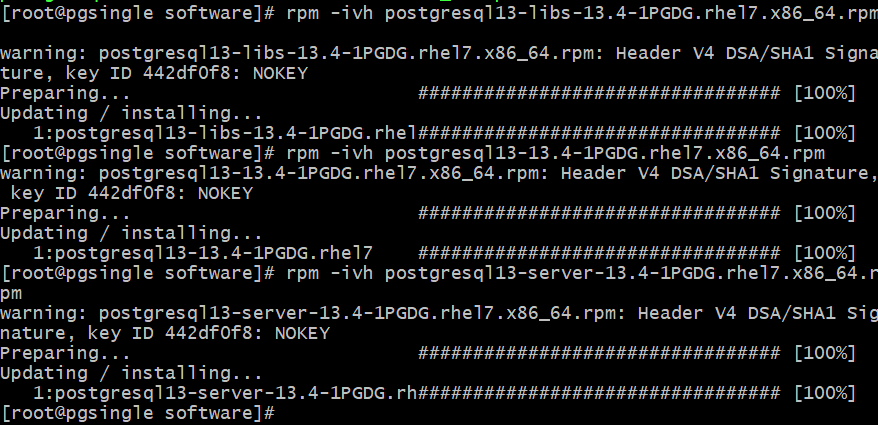 [root@pgsingle software]# rpm -ivh postgresql13-libs-13.4-1PGDG.rhel7.x86_64.rpm
warning: postgresql13-libs-13.4-1PGDG.rhel7.x86_64.rpm: Header V4 DSA/SHA1 Signa
ture, key ID 442df0f8: NOKEY
Preparing...                          ################################# [100%]
Updating / installing...
   1:postgresql13-libs-13.4-1PGDG.rhel################################# [100%]
[root@pgsingle software]# rpm -ivh postgresql13-13.4-1PGDG.rhel7.x86_64.rpm
warning: postgresql13-13.4-1PGDG.rhel7.x86_64.rpm: Header V4 DSA/SHA1 Signature,
 key ID 442df0f8: NOKEY
Preparing...                          ################################# [100%]
Updating / installing...
   1:postgresql13-13.4-1PGDG.rhel7    ################################# [100%]
[root@pgsingle software]# rpm -ivh postgresql13-server-13.4-1PGDG.rhel7.x86_64.r
pm
warning: postgresql13-server-13.4-1PGDG.rhel7.x86_64.rpm: Header V4 DSA/SHA1 Sig
nature, key ID 442df0f8: NOKEY
Preparing...                          ################################# [100%]
Updating / installing...
   1:postgresql13-server-13.4-1PGDG.rh################################# [100%]
[root@pgsingle software]#